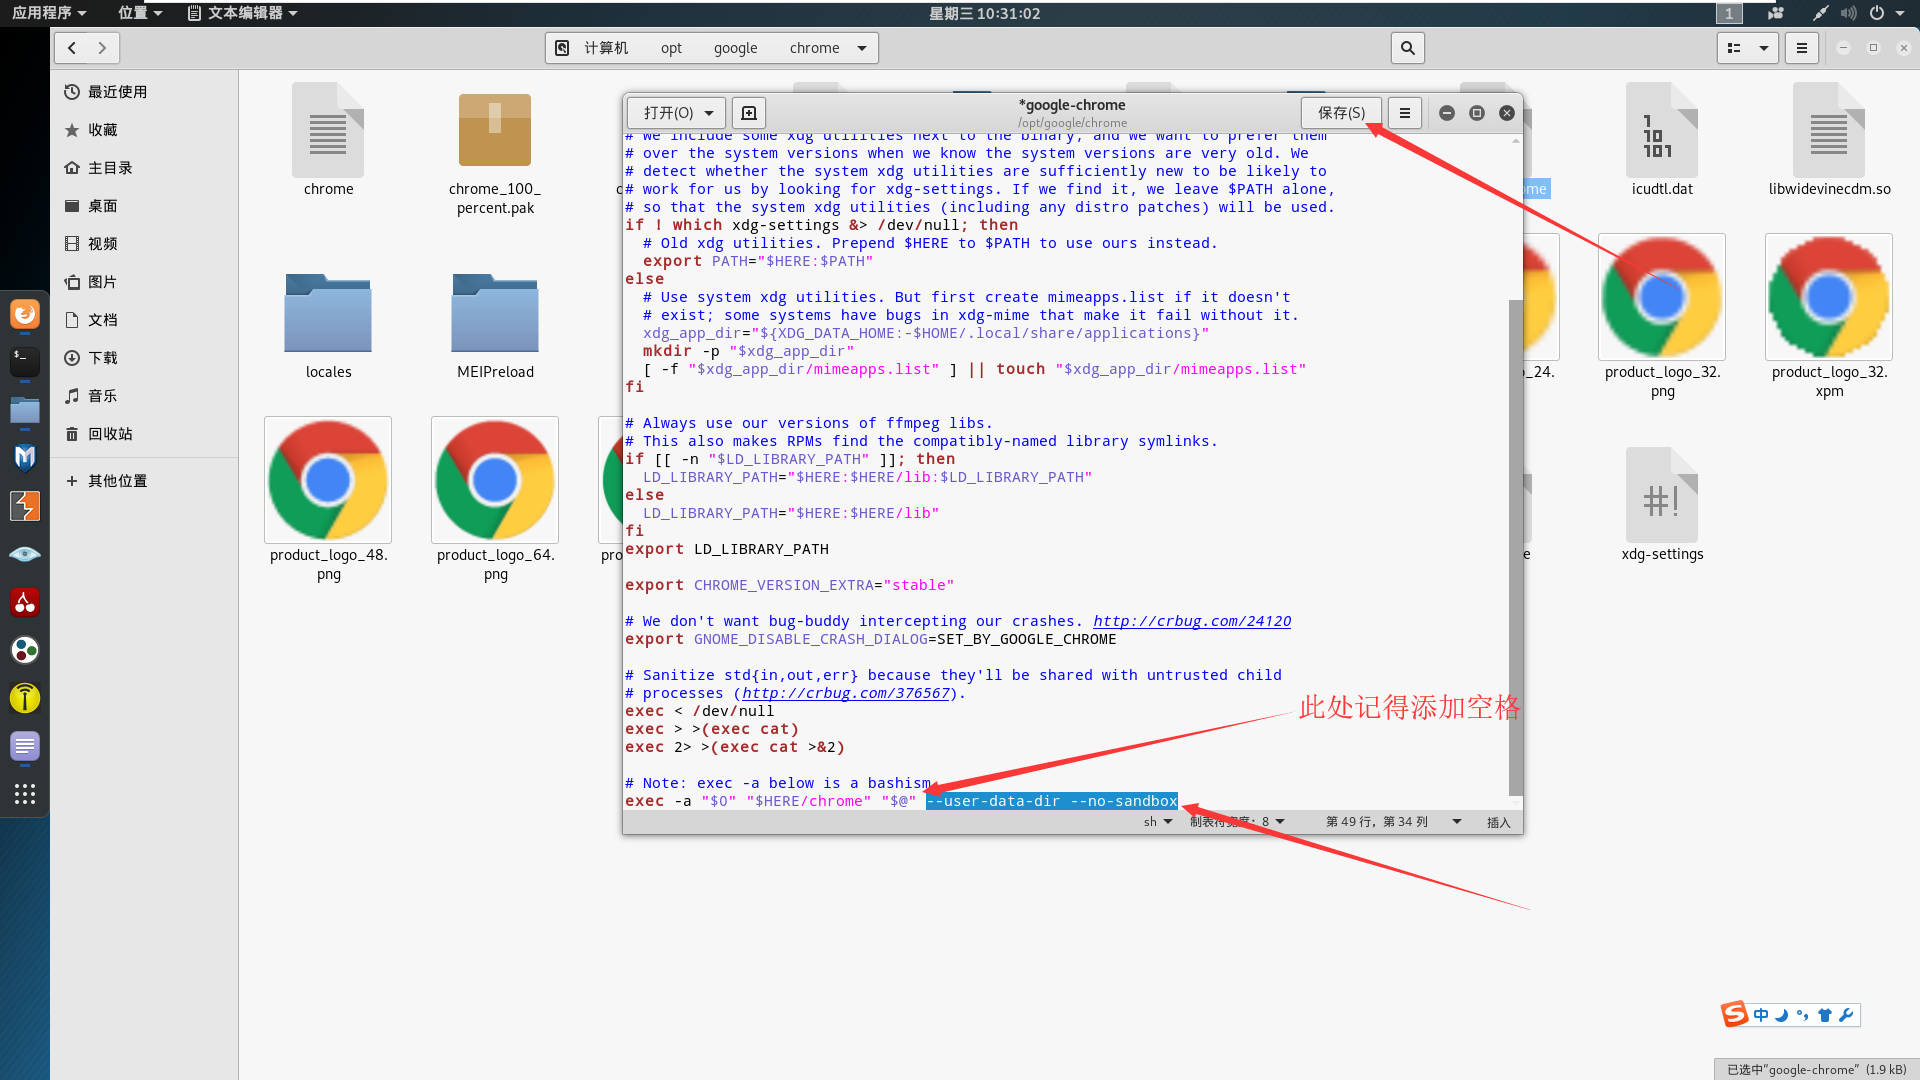 应用程序 位置 文本编辑器 星期三 10:31:02 1
计算机 opt google chrome
最近使用
收藏
主目录
桌面
视频
图片
文档
下载
音乐
回收站
其他位置
chrome
chrome_100_
percent.pak
icudtl.dat
libwidevinecdm.so
locales
MEIPreload
_24.
product_logo_32.
png
product_logo_32.
xpm
product_logo_48.
png
product_logo_64.
png
pro
xdg-settings
打开(O) *google-chrome 保存(S)
/opt/google/chrome
# We include some xdg utilities next to the binary, and we want to prefer them
# over the system versions when we know the system versions are very old. We
# detect whether the system xdg utilities are sufficiently new to be likely to
# work for us by looking for xdg-settings. If we find it, we leave $PATH alone,
# so that the system xdg utilities (including any distro patches) will be used.
if ! which xdg-settings &> /dev/null; then
  # Old xdg utilities. Prepend $HERE to $PATH to use ours instead.
  export PATH="$HERE:$PATH"
else
  # Use system xdg utilities. But first create mimeapps.list if it doesn't
  # exist; some systems have bugs in xdg-mime that make it fail without it.
  xdg_app_dir="${XDG_DATA_HOME:-$HOME/.local/share/applications}"
  mkdir -p "$xdg_app_dir"
  [ -f "$xdg_app_dir/mimeapps.list" ] || touch "$xdg_app_dir/mimeapps.list"
fi
# Always use our versions of ffmpeg libs.
# This also makes RPMs find the compatibly-named library symlinks.
if [[ -n "$LD_LIBRARY_PATH" ]]; then
  LD_LIBRARY_PATH="$HERE:$HERE/lib:$LD_LIBRARY_PATH"
else
  LD_LIBRARY_PATH="$HERE:$HERE/lib"
fi
export LD_LIBRARY_PATH
export CHROME_VERSION_EXTRA="stable"
# We don't want bug-buddy intercepting our crashes. http://crbug.com/24120
export GNOME_DISABLE_CRASH_DIALOG=SET_BY_GOOGLE_CHROME
# Sanitize std{in,out,err} because they'll be shared with untrusted child
# processes (http://crbug.com/376567).
exec < /dev/null
exec > >(exec cat)
exec 2> >(exec cat >&2)
此处记得添加空格
# Note: exec -a below is a bashism.
exec -a "$0" "$HERE/chrome" "$@" --user-data-dir --no-sandbox
sh 制表符宽度：8 第 49 行，第 34 列 插入
中
已选中“google-chrome” (1.9 kB)